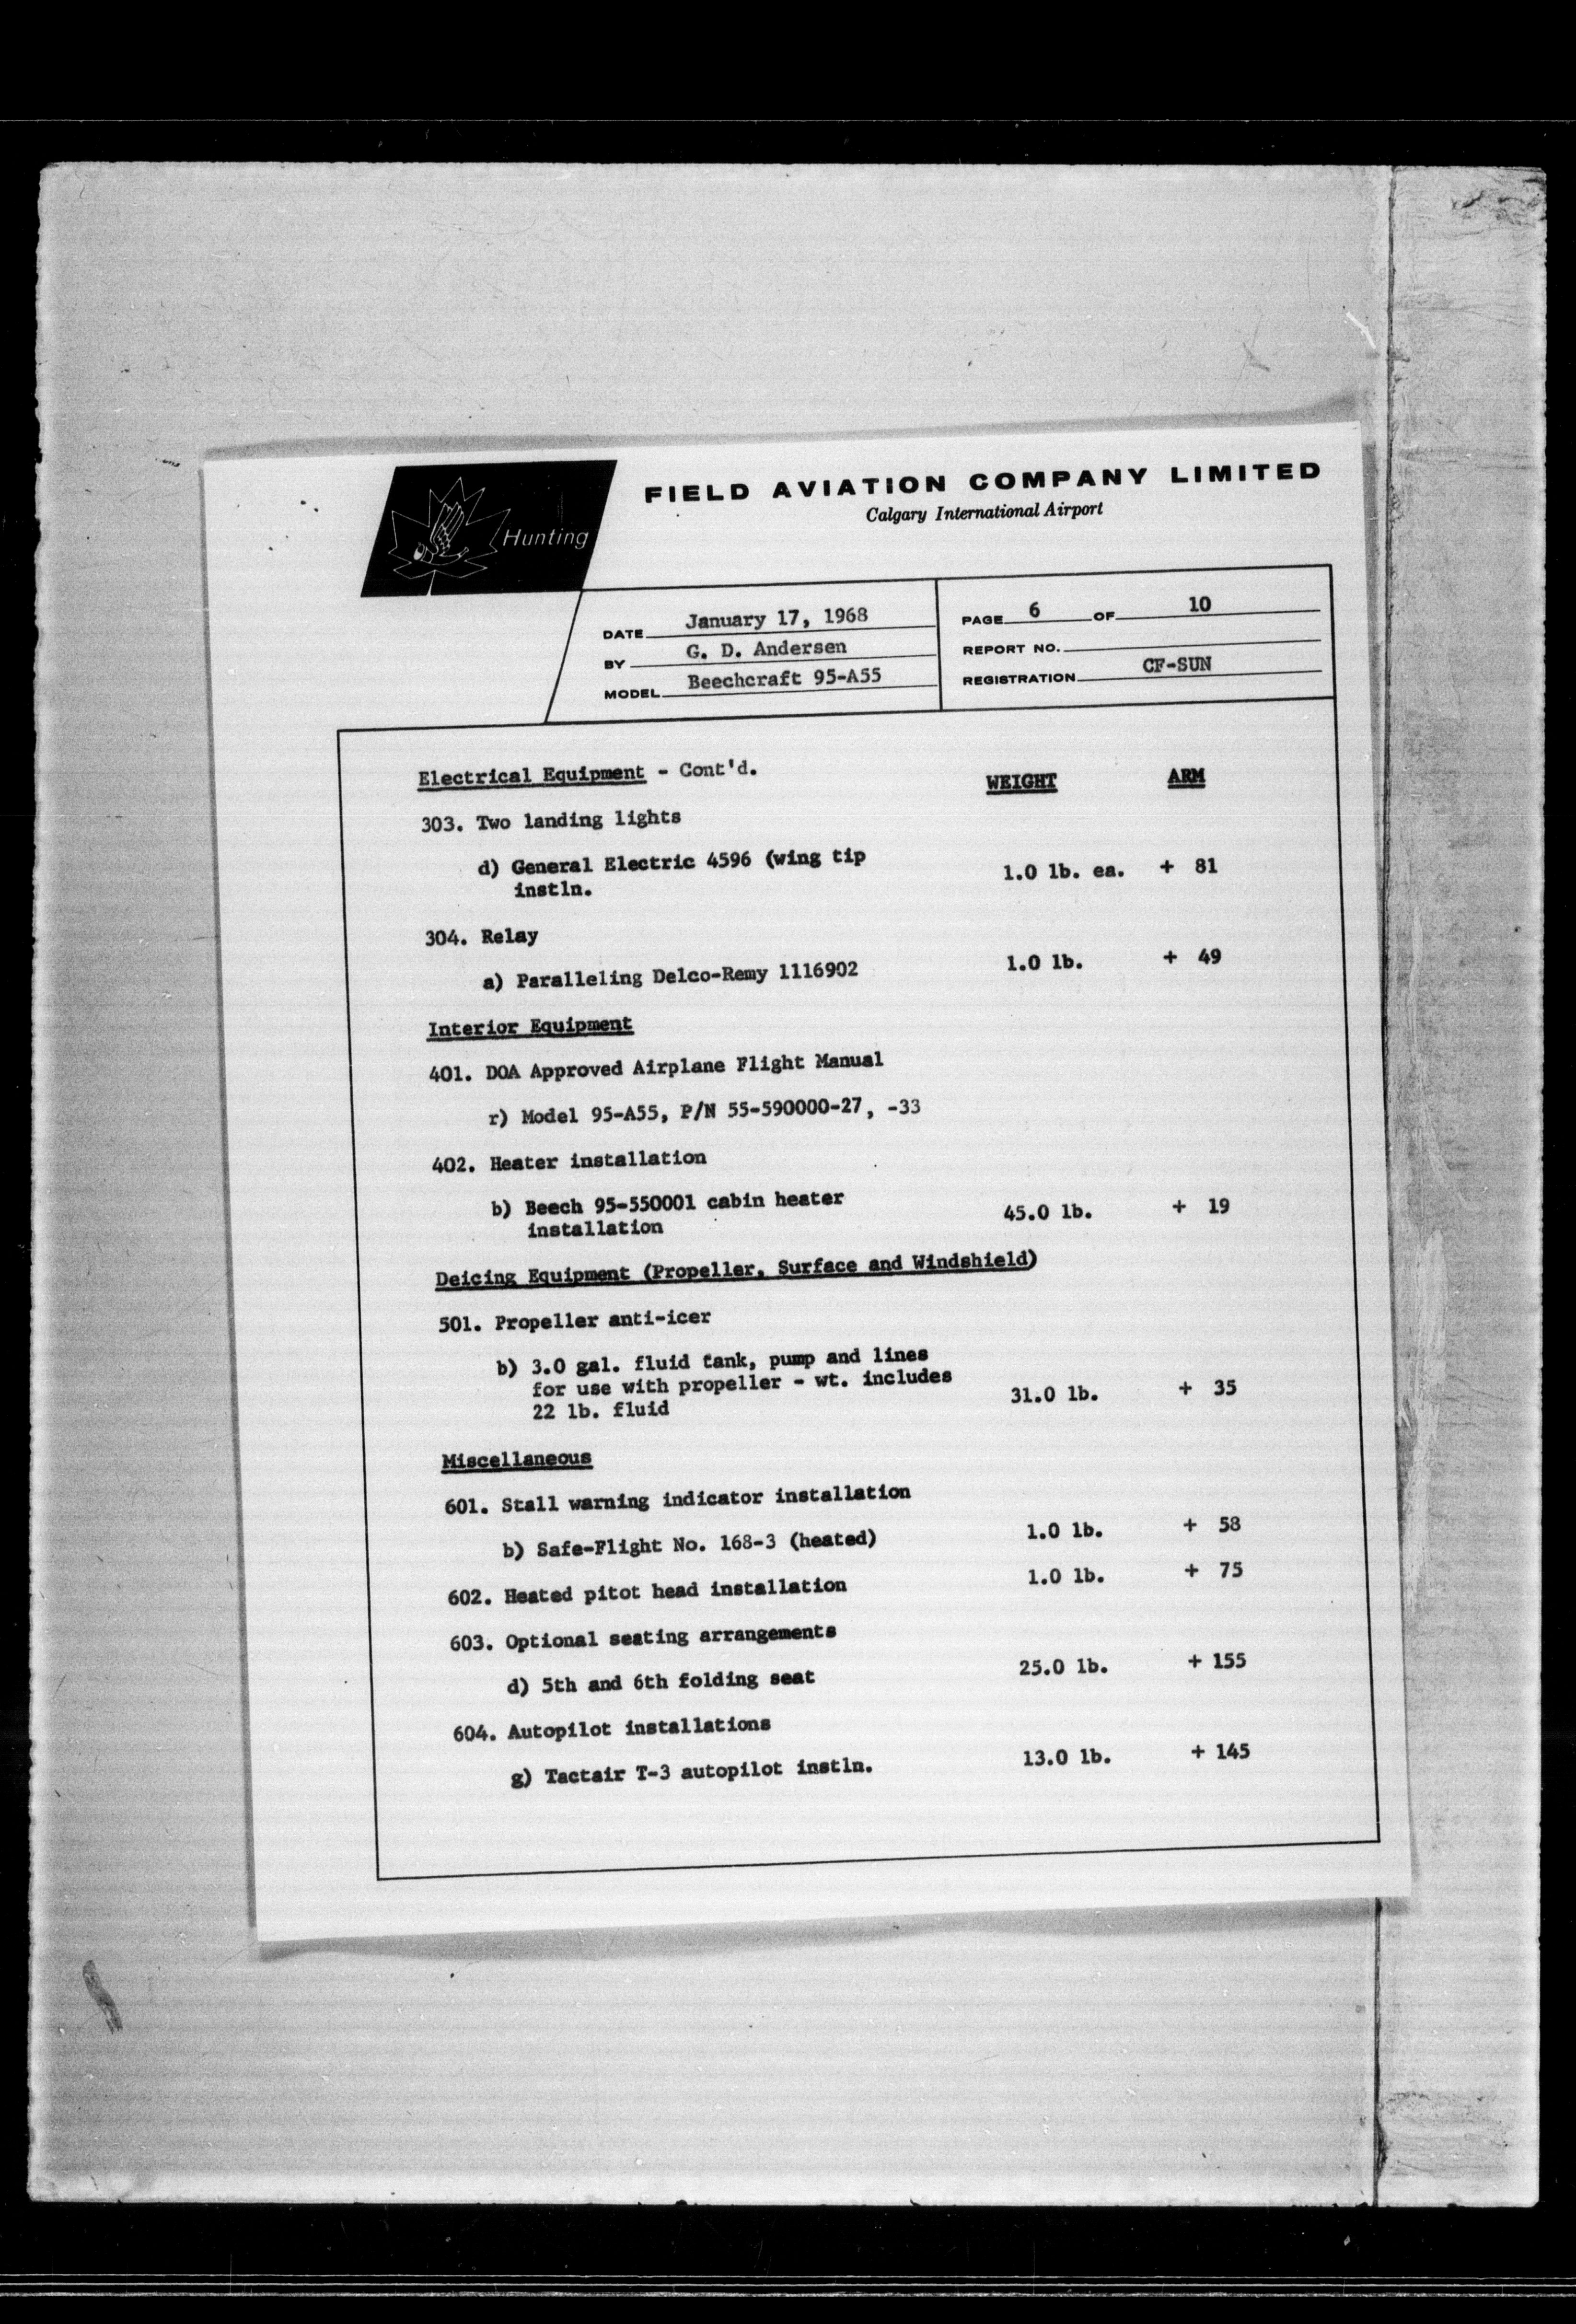 Hunting
FIELD AVIATION COMPANY LIMITED
Calgary International Airport
DATE January 17, 1968
BY G. D. Andersen
MODEL Beechcraft 95-A55
PAGE 6 OF 10
REPORT NO.
REGISTRATION CF-SUN
Electrical Equipment - Cont'd. WEIGHT ARM
303. Two landing lights
d) General Electric 4596 (wing tip
instln. 1.0 lb. ea. + 81
304. Relay
a) Paralleling Delco-Remy 1116902 1.0 lb. + 49
Interior Equipment
401. DOA Approved Airplane Flight Manual
r) Model 95-A55, P/N 55-590000-27, -33
402. Heater installation
b) Beech 95-550001 cabin heater
installation 45.0 lb. + 19
Deicing Equipment (Propeller, Surface and Windshield)
501. Propeller anti-icer
b) 3.0 gal. fluid tank, pump and lines
for use with propeller - wt. includes
22 lb. fluid 31.0 lb. + 35
Miscellaneous
601. Stall warning indicator installation
b) Safe-Flight No. 168-3 (heated) 1.0 lb. + 58
602. Heated pitot head installation 1.0 lb. + 75
603. Optional seating arrangements
d) 5th and 6th folding seat 25.0 lb. + 155
604. Autopilot installations
g) Tactair T-3 autopilot instln. 13.0 lb. + 145